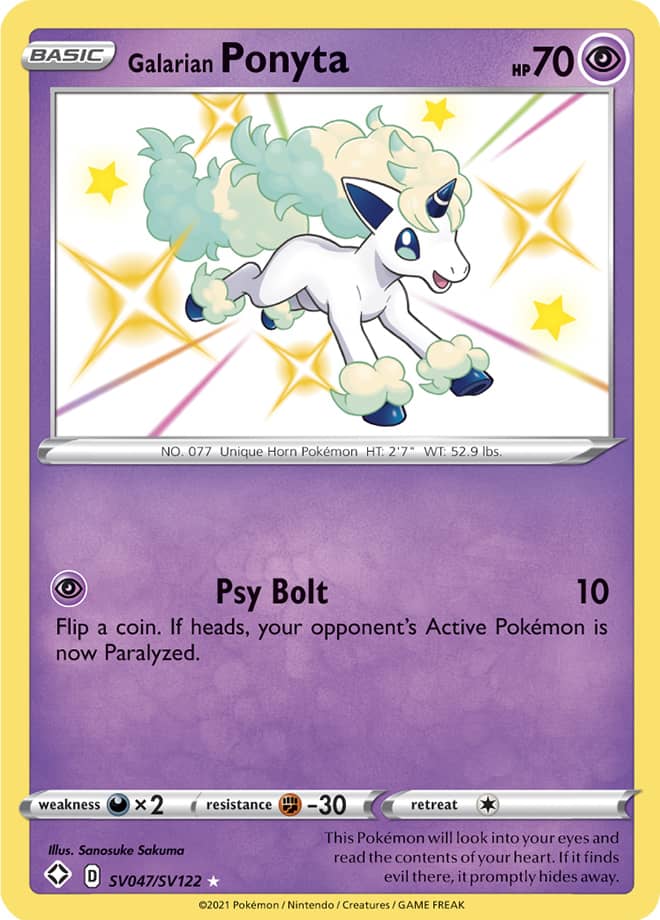 BASIC
Galarian Ponyta
HP70
NO. 077 Unique Horn Pokémon HT: 2'7" WT: 52.9 lbs.
Psy Bolt 10
Flip a coin. If heads, your opponent's Active Pokémon is
now Paralyzed.
weakness ×2 resistance -30 retreat
Illus. Sanosuke Sakuma
This Pokémon will look into your eyes and
read the contents of your heart. If it finds
evil there, it promptly hides away.
D SV047/SV122
©2021 Pokémon / Nintendo / Creatures / GAME FREAK